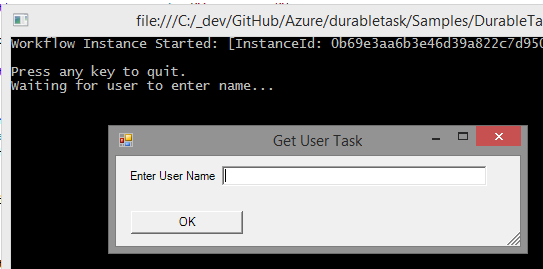 file:///C:/_dev/GitHub/Azure/durabletask/Samples/DurableTa
Workflow Instance Started: [InstanceId: 0b69e3aa6b3e46d39a822c7d950
Press any key to quit.
Waiting for user to enter name...
Get User Task
Enter User Name
OK